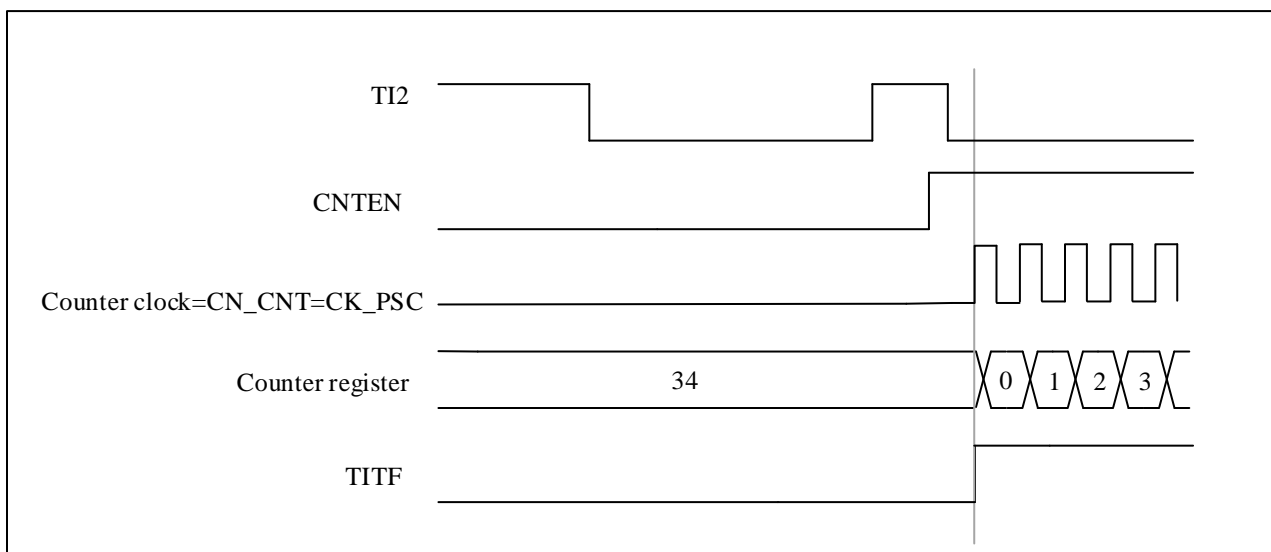 TI2
CNTEN
Counter clock=CN_CNT=CK_PSC
Counter register
34
0
1
2
3
TITF